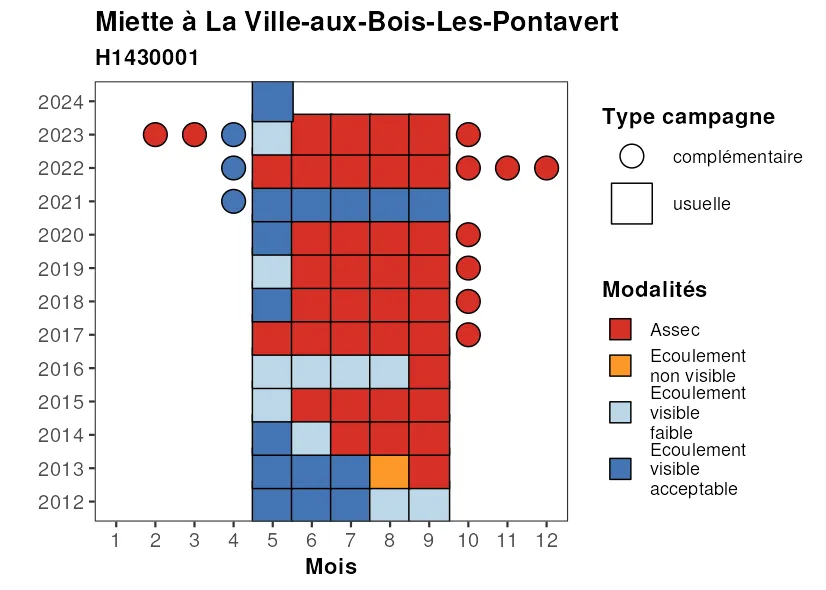 Miette à La Ville-aux-Bois-Les-Pontavert
H1430001
2024
2023
2022
2021
2020
2019
2018
2017
2016
2015
2014
2013
2012
1 2 3 4 5 6 7 8 9 10 11 12
Mois
Type campagne
complémentaire
usuelle
Modalités
Assec
Ecoulement
non visible
Ecoulement
visible
faible
Ecoulement
visible
acceptable